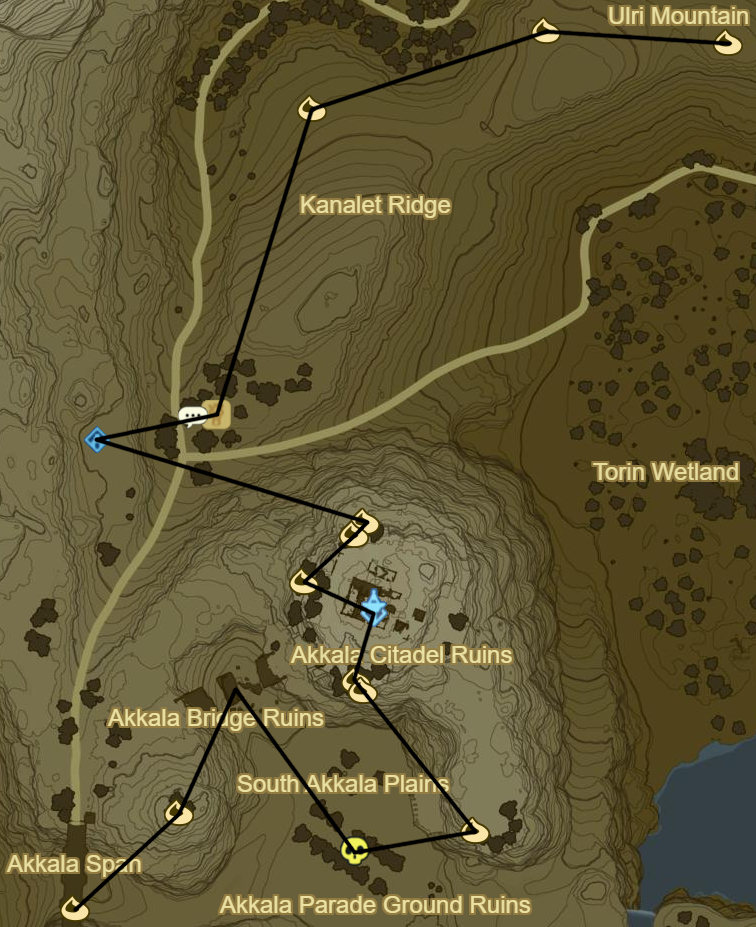 Ulri Mountain
Kanalet Ridge
Torin Wetland
Akkala Citadel Ruins
Akkala Bridge Ruins
South Akkala Plains
Akkala Span
Akkala Parade Ground Ruins